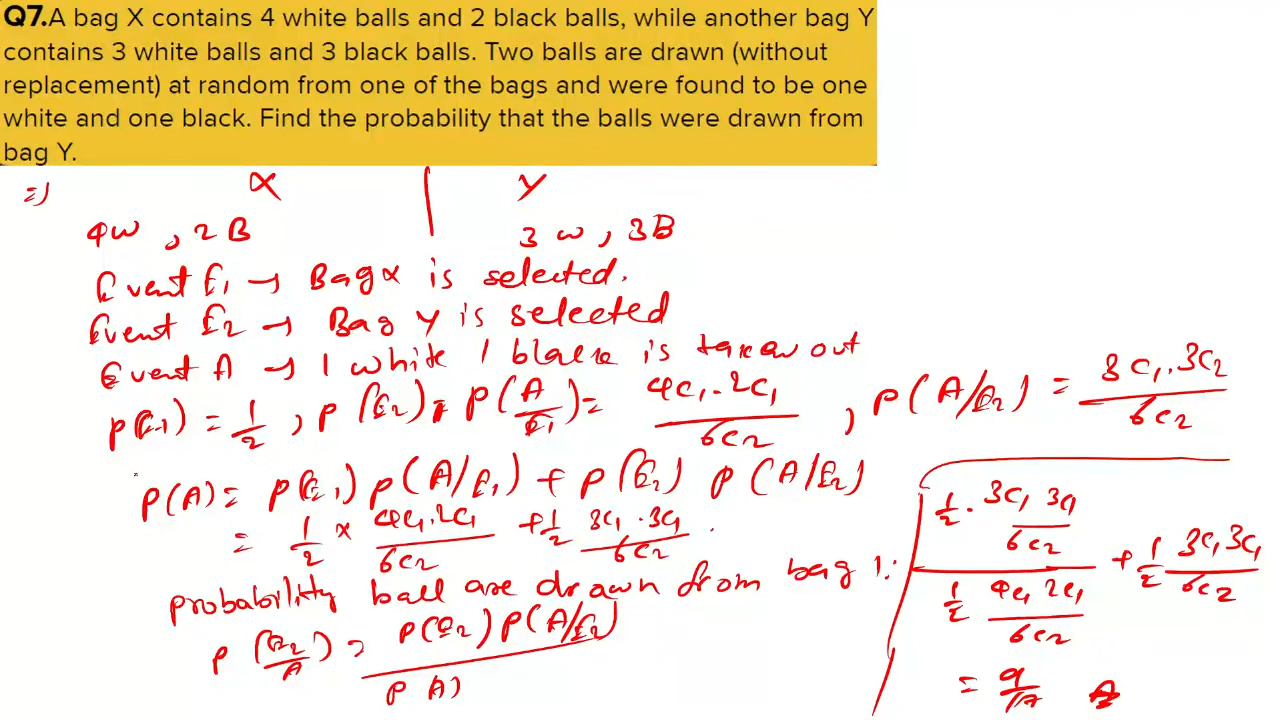 Q7.A bag X contains 4 white balls and 2 black balls, while another bag Y
contains 3 white balls and 3 black balls. Two balls are drawn (without
replacement) at random from one of the bags and were found to be one
white and one black. Find the probability that the balls were drawn from
bag Y.
=) X | Y
4w , 2B 3 w , 3B
Event E1 → Bag X is selected.
Event E2 → Bag Y is selected
Event A → 1 white 1 black is taken out
P(E1) = 1/2 , P(E2) = P(A/E1) = 4C1.2C1/6C2 , P(A/E2) = 3C1.3C2/6C2
P(A) = P(E1) P(A/E1) + P(E2) P(A/E2)
= 1/2 × 4C1.2C1/6C2 + 1/2 3C1.3C1/6C2 .
probability ball are drawn from bag
P(E2/A) = P(E2) P(A/E2)/P(A)
1/2 . 3C1 3C1/6C2
1/2 4C1 2C1/6C2 + 1/2 3C1 3C1/6C2
= 9/17